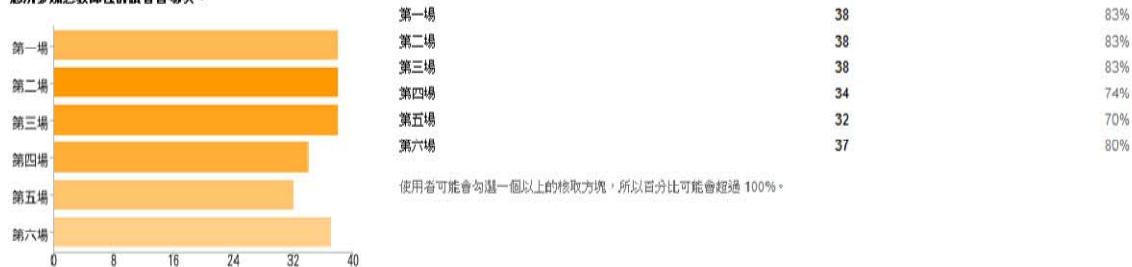 第一場
第二場
第三場
第四場
第五場
第六場
0 8 16 24 32 40
第一場 38 83%
第二場 38 83%
第三場 38 83%
第四場 34 74%
第五場 32 70%
第六場 37 80%
使用者可能會勾選一個以上的核取方塊，所以百分比可能會超過 100%。